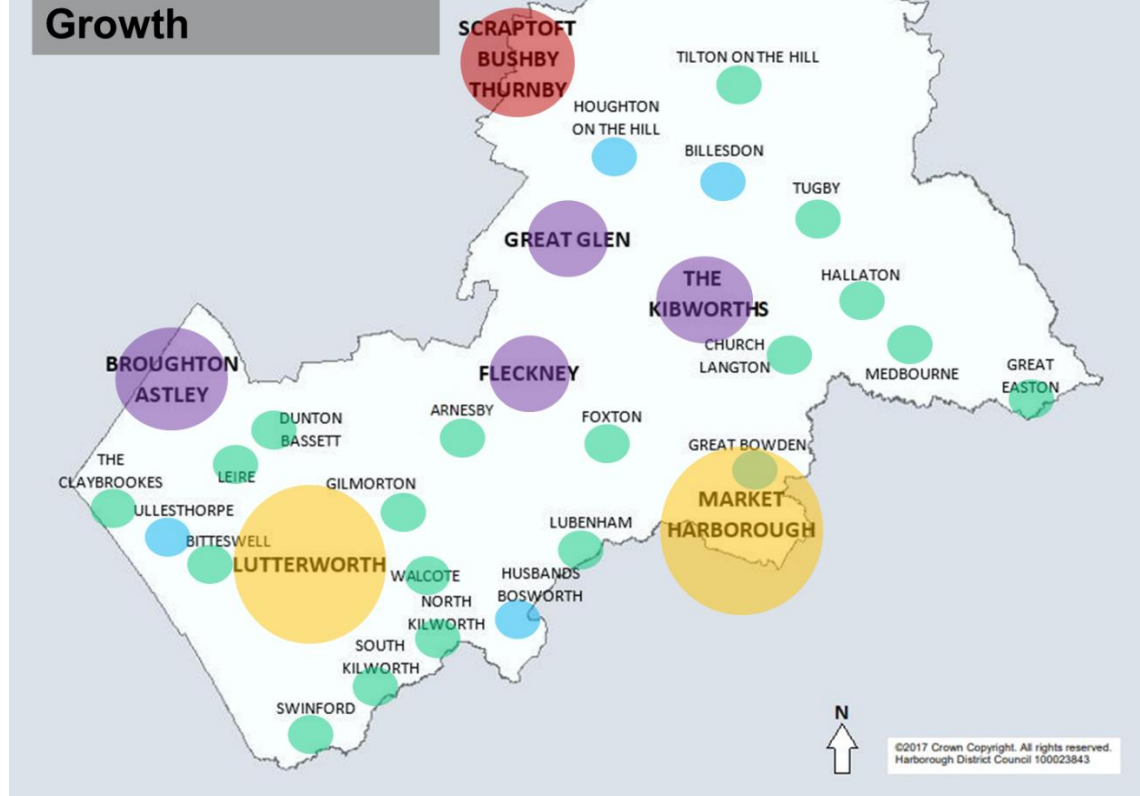 Growth
SCRAPTOFT
BUSHBY
THURNBY
TILTON ON THE HILL
HOUGHTON
ON THE HILL
BILLESDON
TUGBY
GREAT GLEN
THE
KIBWORTHS
HALLATON
CHURCH
LANGTON
MEDBOURNE
GREAT
EASTON
BROUGHTON
ASTLEY
FLECKNEY
DUNTON
BASSETT
ARNESBY
FOXTON
LEIRE
THE
CLAYBROOKES
GILMORTON
GREAT BOWDEN
MARKET
HARBOROUGH
ULLESTHORPE
BITTESWELL
LUTTERWORTH
LUBENHAM
WALCOTE
HUSBANDS
BOSWORTH
NORTH
KILWORTH
SOUTH
KILWORTH
SWINFORD
N
©2017 Crown Copyright. All rights reserved.
Harborough District Council 100023843